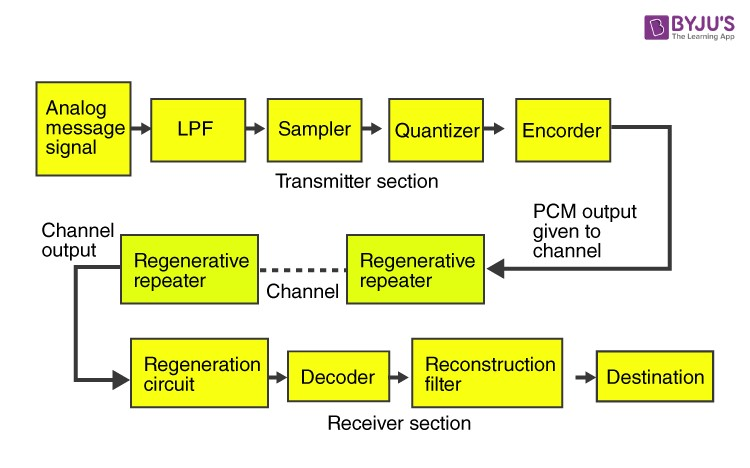 BYJU'S
The Learning App
Analog
message
signal
LPF
Sampler
Quantizer
Encorder
Transmitter section
PCM output
given to
channel
Channel
output
Regenerative
repeater
Channel
Regenerative
repeater
Regeneration
circuit
Decoder
Reconstruction
filter
Destination
Receiver section